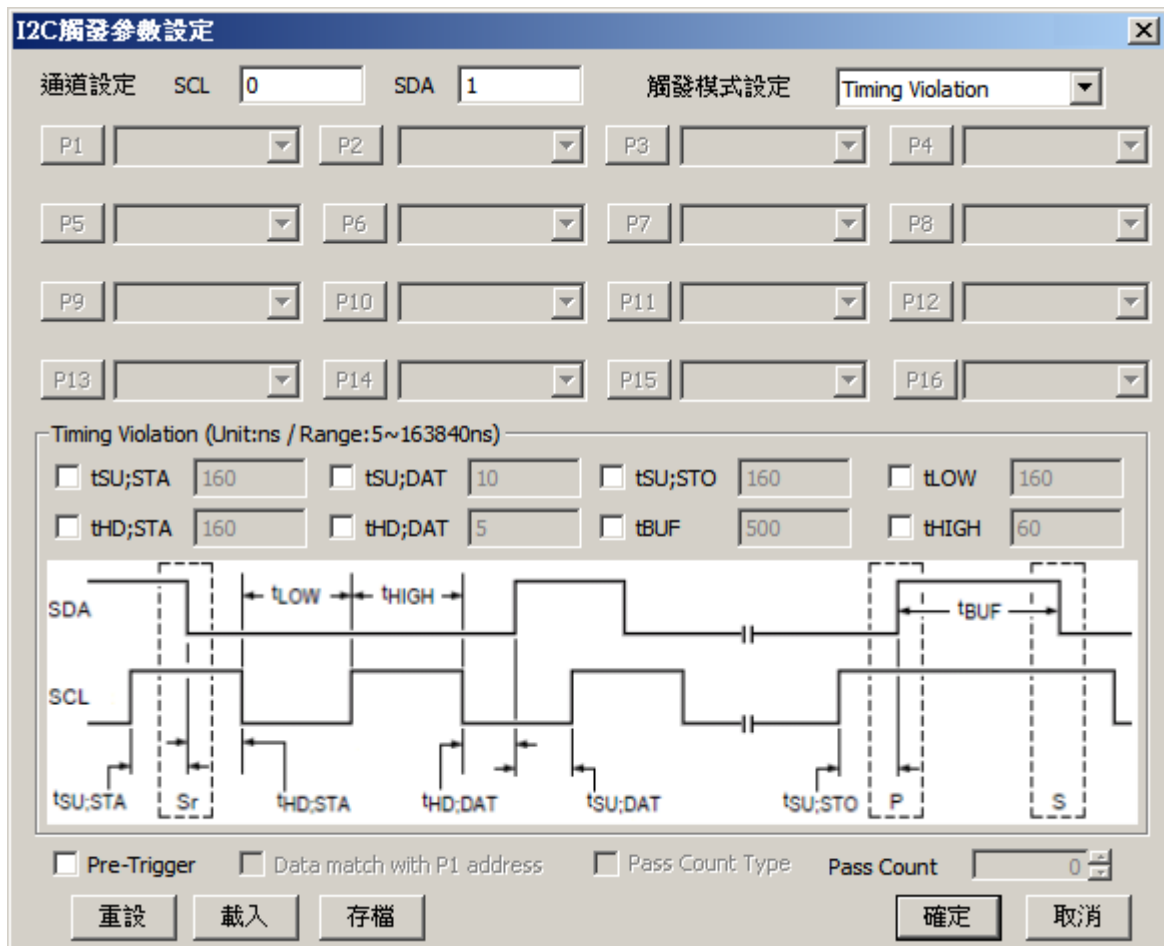 I2C觸發參數設定
通道設定 SCL 0 SDA 1 觸發模式設定 Timing Violation
P1 P2 P3 P4
P5 P6 P7 P8
P9 P10 P11 P12
P13 P14 P15 P16
Timing Violation (Unit:ns / Range:5~163840ns)
tSU;STA 160 tSU;DAT 10 tSU;STO 160 tLOW 160
tHD;STA 160 tHD;DAT 5 tBUF 500 tHIGH 60
SDA tLOW tHIGH tBUF
SCL
tSU;STA Sr tHD;STA tHD;DAT tSU;DAT tSU;STO P S
Pre-Trigger Data match with P1 address Pass Count Type Pass Count 0
重設 載入 存檔 確定 取消